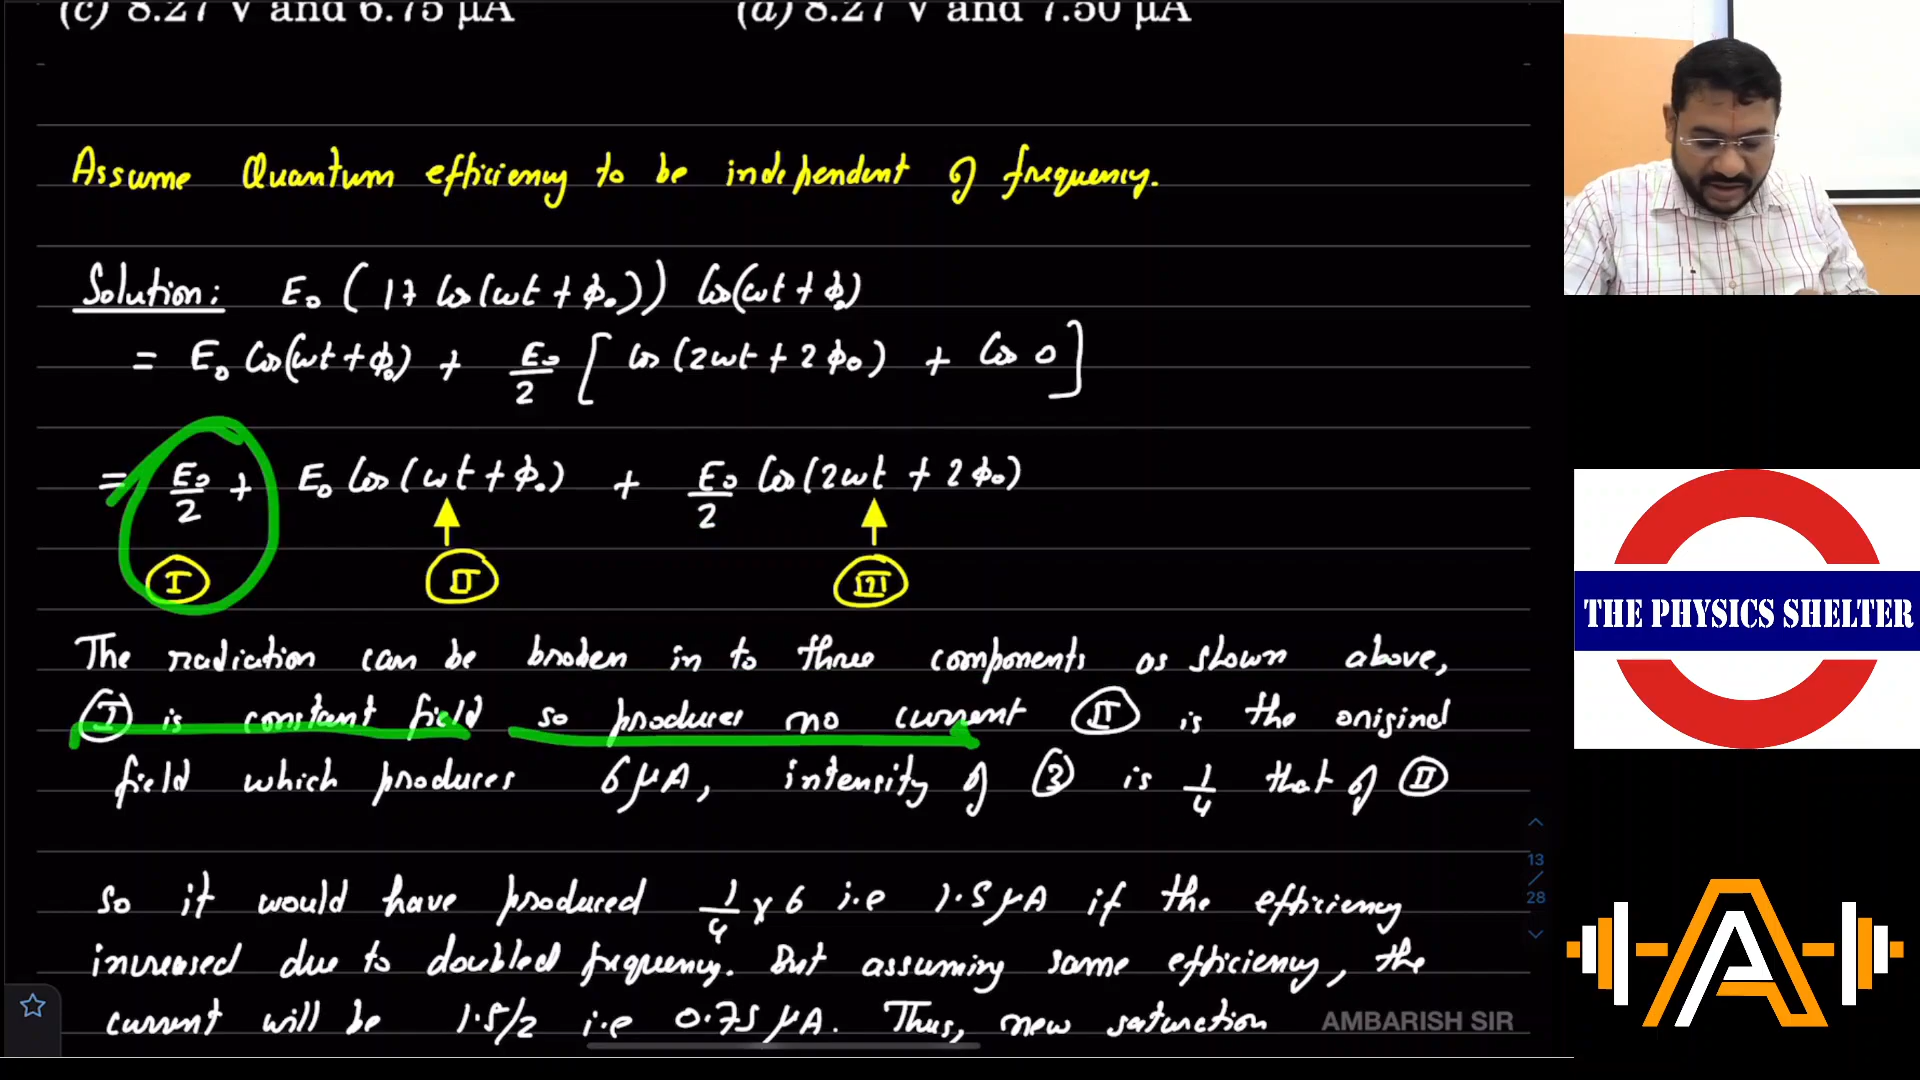 (c) 8.27 V and 6.75 μA (d) 8.27 V and 7.50 μA
Assume Quantum efficiency to be independent of frequency.
Solution: E₀ (1+ Cos(ωt + ϕ₀)) Cos(ωt + ϕ₀)
= E₀ Cos(ωt + ϕ₀) + E₀/2 [ Cos(2ωt + 2ϕ₀) + Cos 0 ]
= E₀/2 + E₀ Cos(ωt + ϕ₀) + E₀/2 Cos(2ωt + 2ϕ₀)
I II III
The radiation can be broken in to three components as shown above,
I is constant field so produces no current II is the original
field which produces 6μA, intensity of 3 is 1/4 that of II
So it would have produced 1/4 × 6 i.e 1.5 μA if the efficiency
increased due to doubled frequency. But assuming same efficiency, the
current will be 1.5/2 i.e 0.75 μA. Thus, new saturation
AMBARISH SIR
13
/
28
THE PHYSICS SHELTER